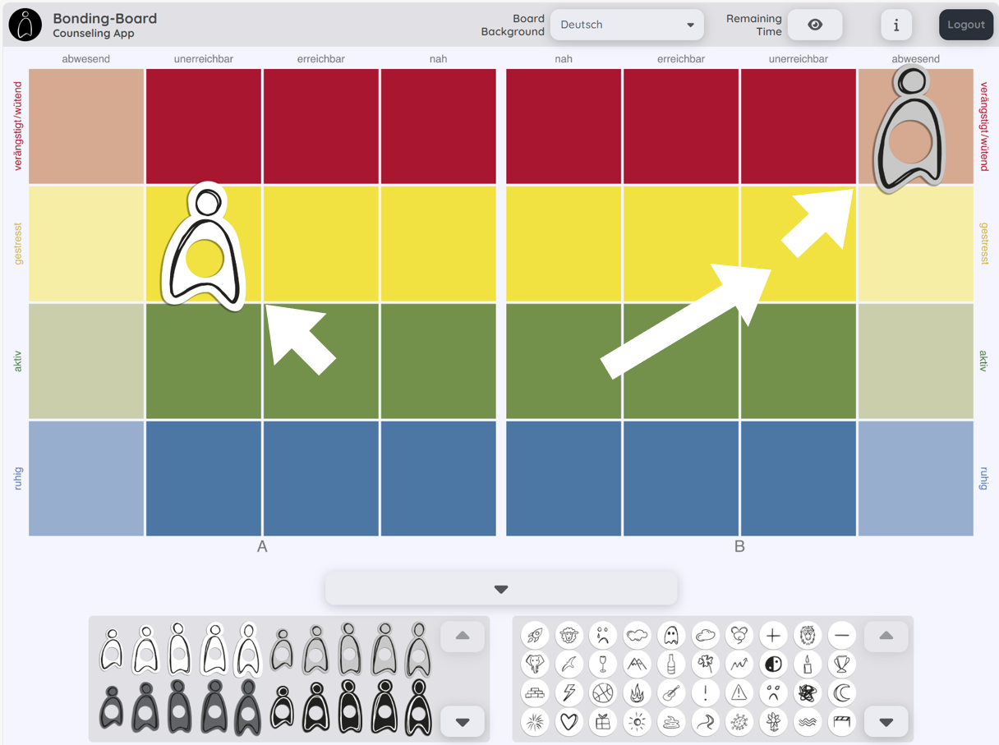 Bonding-Board
Counseling App
Board
Background
Deutsch
Remaining
Time
i
Logout
abwesend
unerreichbar
erreichbar
nah
nah
erreichbar
unerreichbar
abwesend
verängstigt/wütend
verängstigt/wütend
gestresst
gestresst
aktiv
aktiv
ruhig
ruhig
A
B